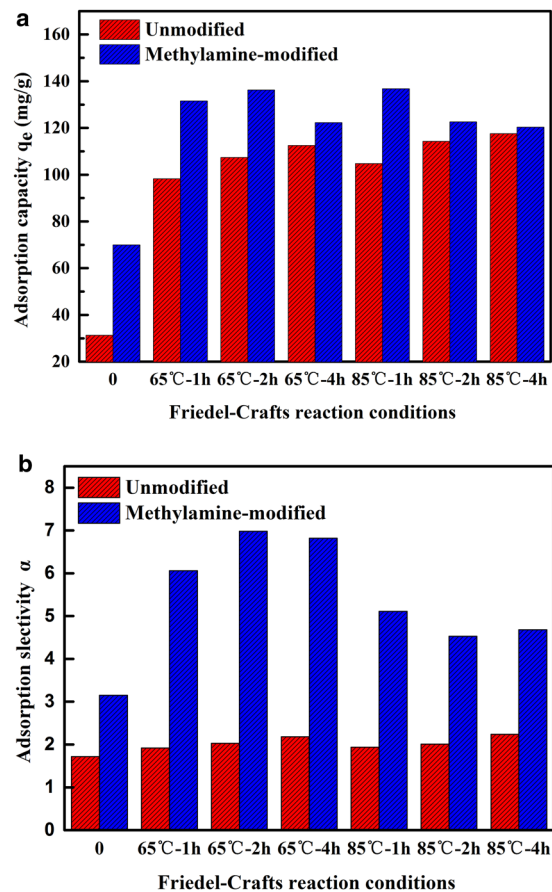 a
Unmodified
Methylamine-modified
Adsorption capacity qe (mg/g)
160
140
120
100
80
60
40
20
0 65℃-1h 65℃-2h 65℃-4h 85℃-1h 85℃-2h 85℃-4h
Friedel-Crafts reaction conditions
b
Unmodified
Methylamine-modified
Adsorption slectivity α
8
7
6
5
4
3
2
1
0
0 65℃-1h 65℃-2h 65℃-4h 85℃-1h 85℃-2h 85℃-4h
Friedel-Crafts reaction conditions